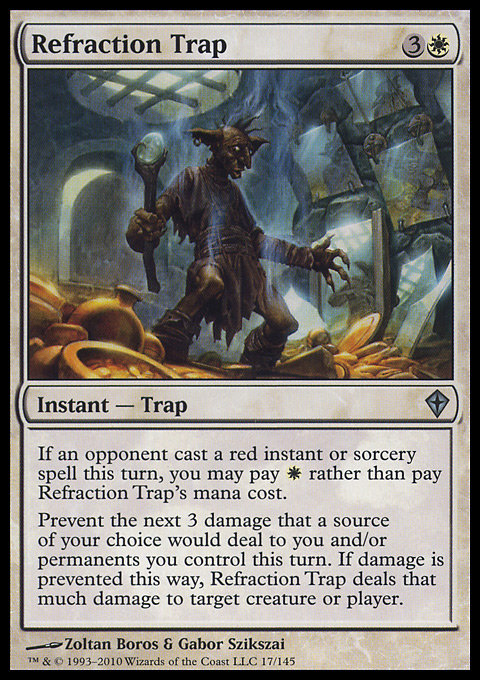 Refraction Trap 3
Instant — Trap
If an opponent cast a red instant or sorcery
spell this turn, you may pay rather than pay
Refraction Trap's mana cost.
Prevent the next 3 damage that a source
of your choice would deal to you and/or
permanents you control this turn. If damage is
prevented this way, Refraction Trap deals that
much damage to target creature or player.
Zoltan Boros & Gabor Szikszai
™ & © 1993–2010 Wizards of the Coast LLC 17/145